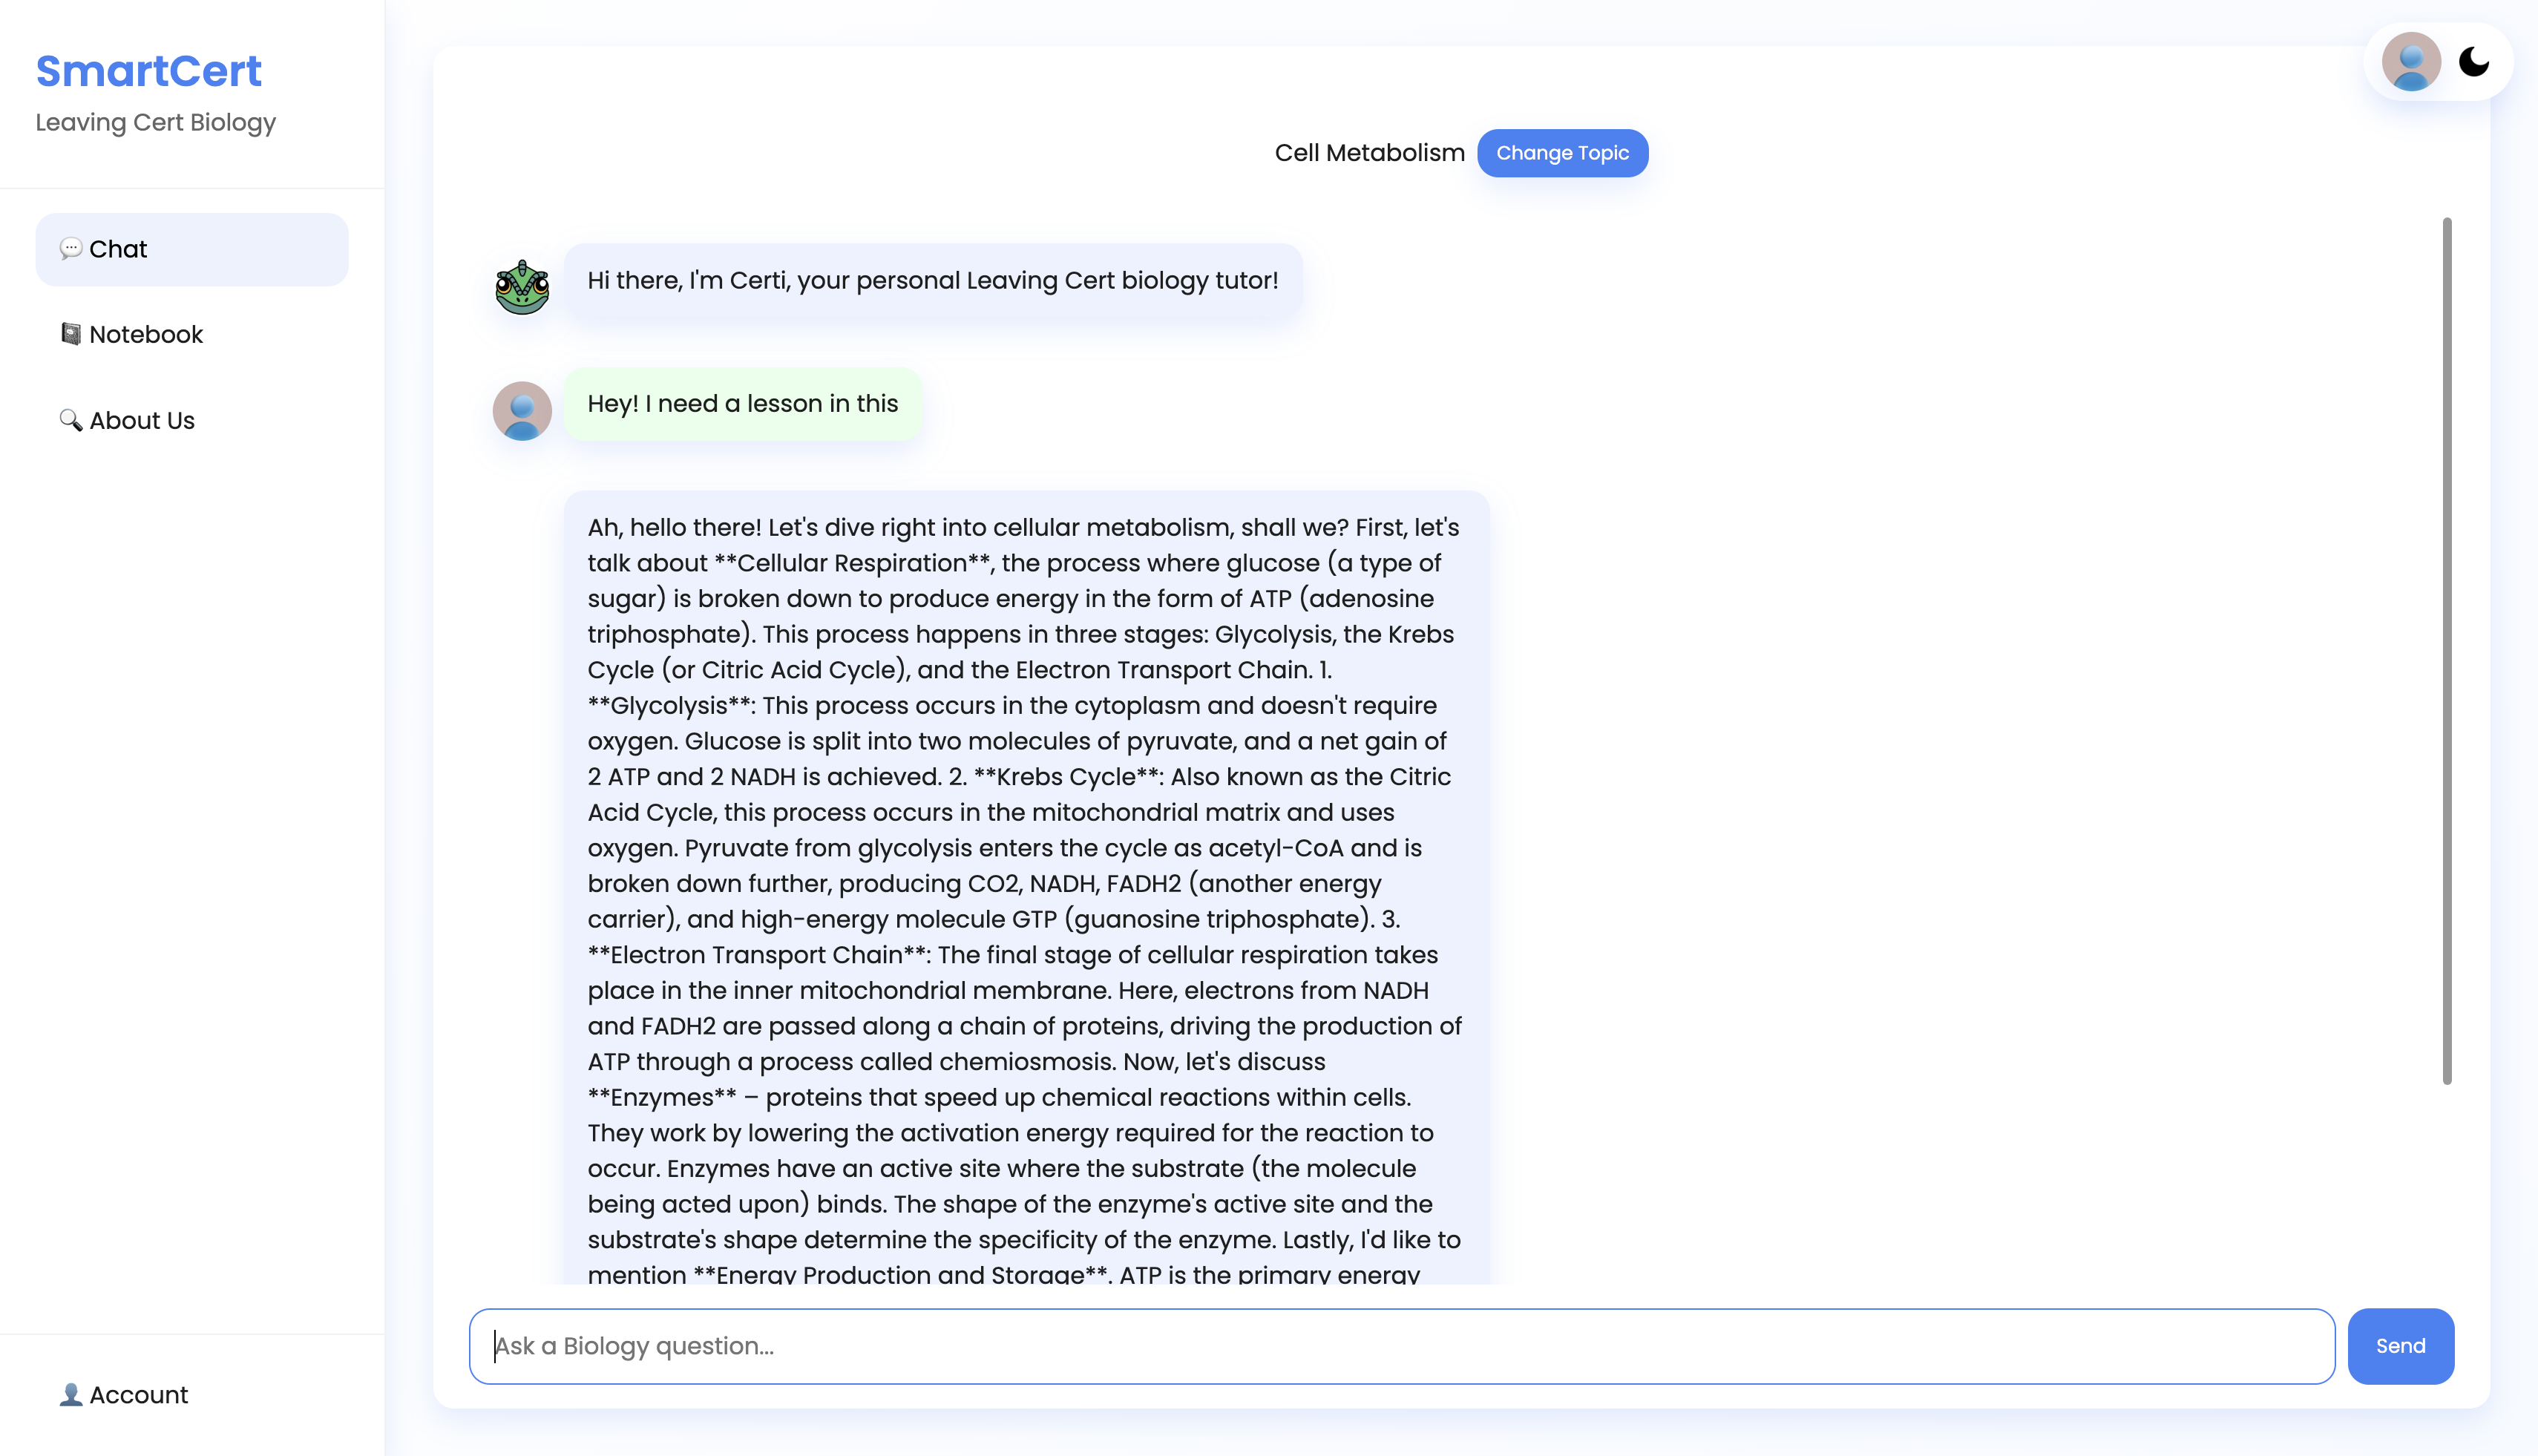 SmartCert
Leaving Cert Biology
Chat
Notebook
About Us
Account
Cell Metabolism
Change Topic
Hi there, I'm Certi, your personal Leaving Cert biology tutor!
Hey! I need a lesson in this
Ah, hello there! Let's dive right into cellular metabolism, shall we? First, let's
talk about **Cellular Respiration**, the process where glucose (a type of
sugar) is broken down to produce energy in the form of ATP (adenosine
triphosphate). This process happens in three stages: Glycolysis, the Krebs
Cycle (or Citric Acid Cycle), and the Electron Transport Chain. 1.
**Glycolysis**: This process occurs in the cytoplasm and doesn't require
oxygen. Glucose is split into two molecules of pyruvate, and a net gain of
2 ATP and 2 NADH is achieved. 2. **Krebs Cycle**: Also known as the Citric
Acid Cycle, this process occurs in the mitochondrial matrix and uses
oxygen. Pyruvate from glycolysis enters the cycle as acetyl-CoA and is
broken down further, producing CO2, NADH, FADH2 (another energy
carrier), and high-energy molecule GTP (guanosine triphosphate). 3.
**Electron Transport Chain**: The final stage of cellular respiration takes
place in the inner mitochondrial membrane. Here, electrons from NADH
and FADH2 are passed along a chain of proteins, driving the production of
ATP through a process called chemiosmosis. Now, let's discuss
**Enzymes** – proteins that speed up chemical reactions within cells.
They work by lowering the activation energy required for the reaction to
occur. Enzymes have an active site where the substrate (the molecule
being acted upon) binds. The shape of the enzyme's active site and the
substrate's shape determine the specificity of the enzyme. Lastly, I'd like to
mention **Energy Production and Storage**. ATP is the primary energy
Ask a Biology question...
Send